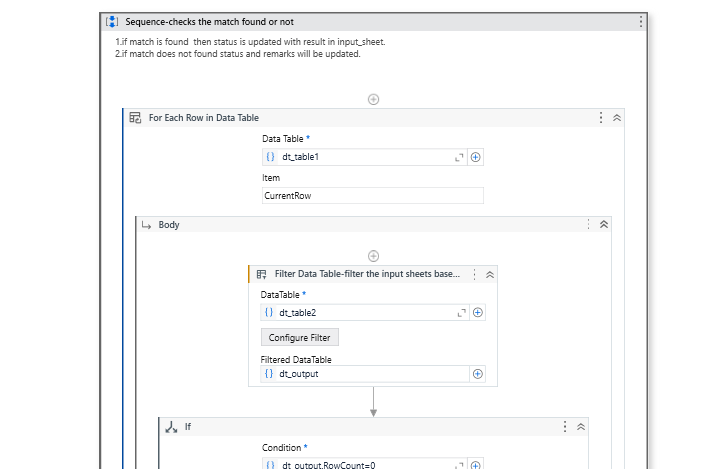 Sequence-checks the match found or not
1.if match is found then status is updated with result in input_sheet.
2.if match does not found status and remarks will be updated.
For Each Row in Data Table
Data Table *
{} dt_table1
Item
CurrentRow
Body
Filter Data Table-filter the input sheets base...
DataTable *
{} dt_table2
Configure Filter
Filtered DataTable
{} dt_output
If
Condition *
{} dt_output.RowCount=0